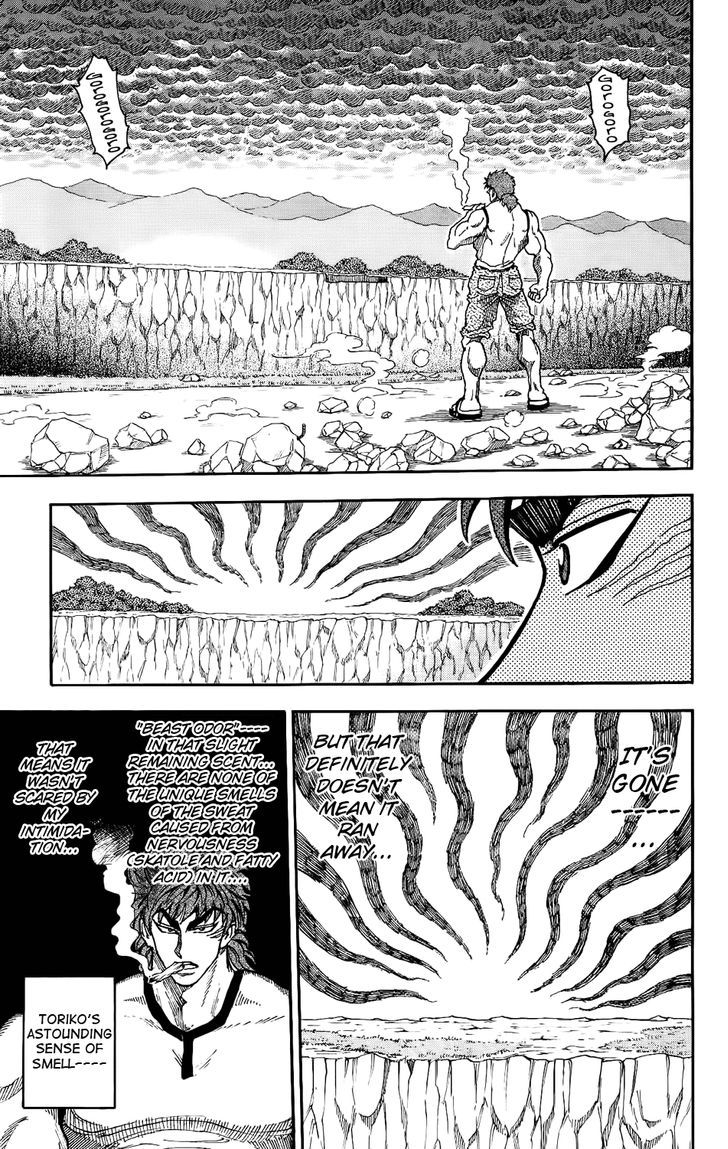 Gorogoro
Gorogorogoro
IT'S
GONE
------
...
BUT THAT
DEFINITELY
DOESN'T
MEAN IT
RAN
AWAY...
"BEAST ODOR"----
IN THAT SLIGHT
REMAINING SCENT...
THERE ARE NONE OF
THE UNIQUE SMELLS
OF THE SWEAT
CAUSED FROM
NERVOUSNESS
(SKATOLE AND FATTY
ACID) IN IT....
THAT
MEANS IT
WASN'T
SCARED BY
MY
INTIMIDA-
TION...
TORIKO'S
ASTOUNDING
SENSE OF
SMELL----